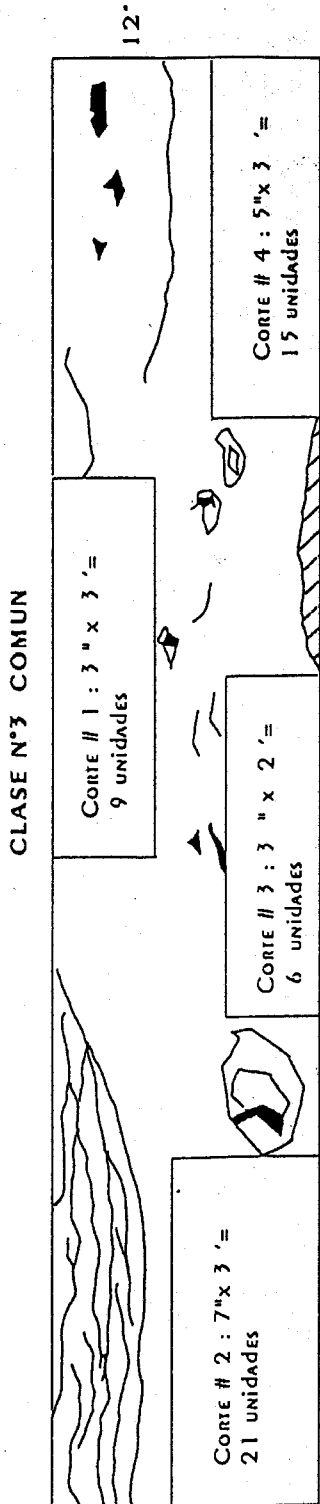 CLASE N°3 COMUN
12"
CORTE # 1 : 3 " x 3 '=
9 UNIDADES
CORTE # 2 : 7"x 3 '=
21 UNIDADES
CORTE # 3 : 3 " x 2 '=
6 UNIDADES
CORTE # 4 : 5"x 3 '=
15 UNIDADES